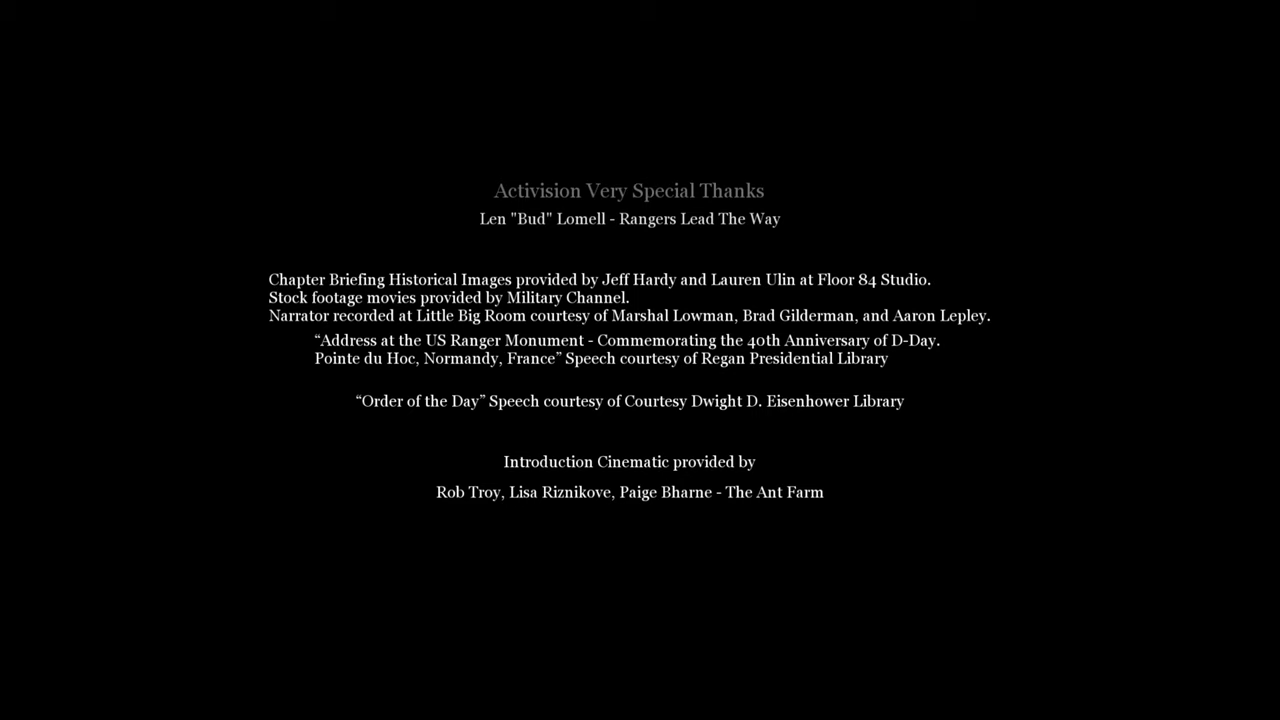 Activision Very Special Thanks
Len "Bud" Lomell - Rangers Lead The Way
Chapter Briefing Historical Images provided by Jeff Hardy and Lauren Ulin at Floor 84 Studio.
Stock footage movies provided by Military Channel.
Narrator recorded at Little Big Room courtesy of Marshal Lowman, Brad Gilderman, and Aaron Lepley.
“Address at the US Ranger Monument - Commemorating the 40th Anniversary of D-Day.
Pointe du Hoc, Normandy, France” Speech courtesy of Regan Presidential Library
“Order of the Day” Speech courtesy of Courtesy Dwight D. Eisenhower Library
Introduction Cinematic provided by
Rob Troy, Lisa Riznikove, Paige Bharne - The Ant Farm